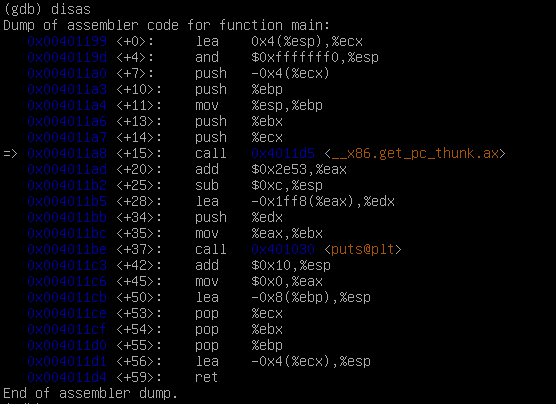 (gdb) disas
Dump of assembler code for function main:
0x00401199 <+0>: lea 0x4(%esp),%ecx
0x0040119d <+4>: and $0xfffffff0,%esp
0x004011a0 <+7>: push -0x4(%ecx)
0x004011a3 <+10>: push %ebp
0x004011a4 <+11>: mov %esp,%ebp
0x004011a6 <+13>: push %ebx
0x004011a7 <+14>: push %ecx
=> 0x004011a8 <+15>: call 0x4011d5 <__x86.get_pc_thunk.ax>
0x004011ad <+20>: add $0x2e53,%eax
0x004011b2 <+25>: sub $0xc,%esp
0x004011b5 <+28>: lea -0x1ff8(%eax),%edx
0x004011bb <+34>: push %edx
0x004011bc <+35>: mov %eax,%ebx
0x004011be <+37>: call 0x401030 <puts@plt>
0x004011c3 <+42>: add $0x10,%esp
0x004011c6 <+45>: mov $0x0,%eax
0x004011cb <+50>: lea -0x8(%ebp),%esp
0x004011ce <+53>: pop %ecx
0x004011cf <+54>: pop %ebx
0x004011d0 <+55>: pop %ebp
0x004011d1 <+56>: lea -0x4(%ecx),%esp
0x004011d4 <+59>: ret
End of assembler dump.